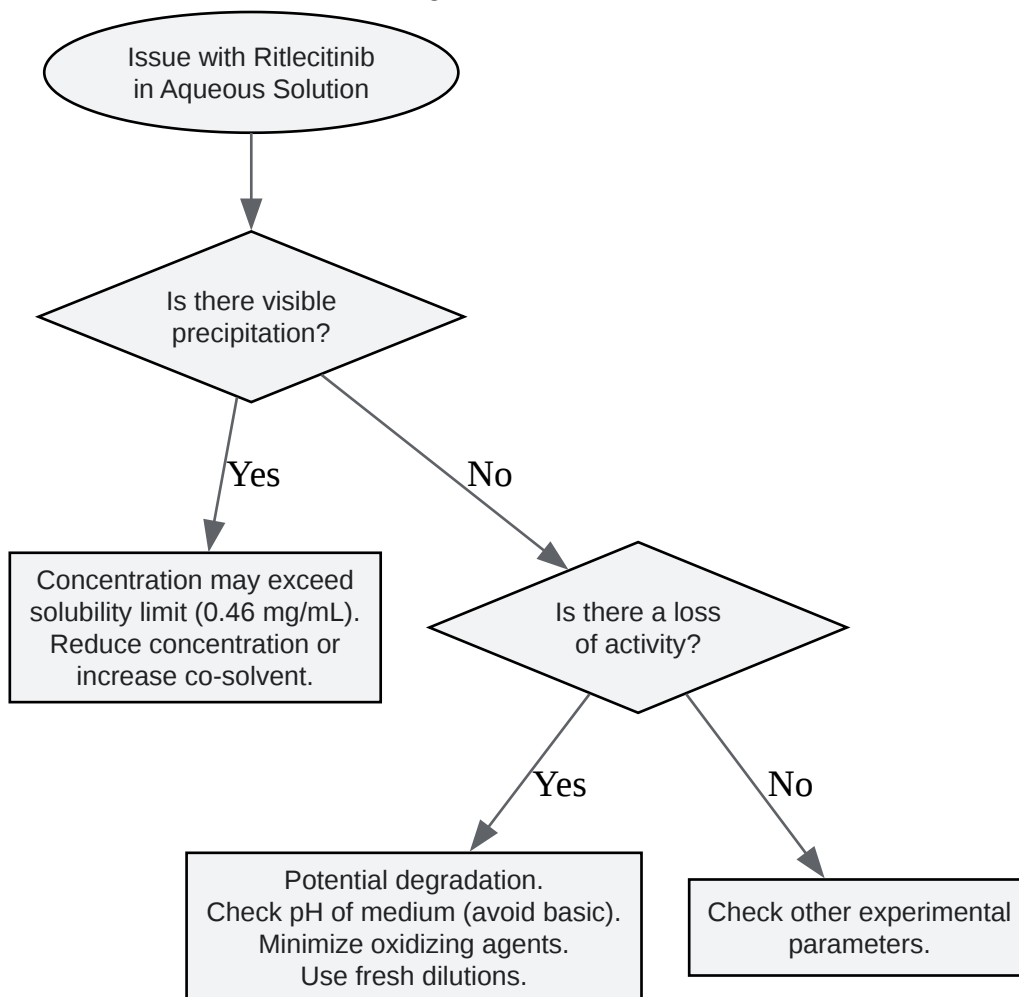 Issue with Ritlecitinib
in Aqueous Solution
Is there visible
precipitation?
Yes
No
Concentration may exceed
solubility limit (0.46 mg/mL).
Reduce concentration or
increase co-solvent.
Is there a loss
of activity?
Yes
No
Potential degradation.
Check pH of medium (avoid basic).
Minimize oxidizing agents.
Use fresh dilutions.
Check other experimental
parameters.